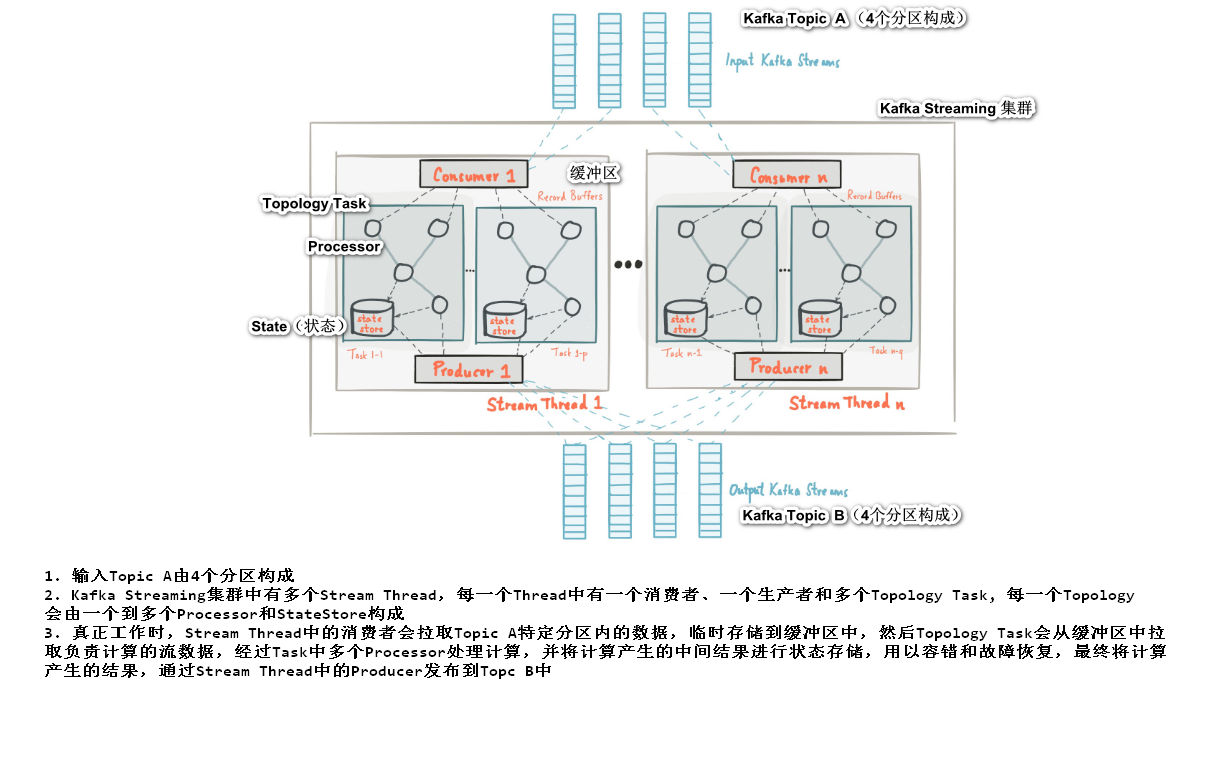 Kafka Topic A（4个分区构成）
Input Kafka Streams
Kafka Streaming 集群
Consumer 1
缓冲区
Consumer n
Record Buffers
Record Buffers
Topology Task
Processor
...
...
...
State（状态）
state store
state store
state store
state store
Task 1-1
Task 1-p
Task n-1
Task n-q
Producer 1
Producer n
Stream Thread 1
Stream Thread n
Output Kafka Streams
Kafka Topic B（4个分区构成）
1. 输入Topic A由4个分区构成
2. Kafka Streaming集群中有多个Stream Thread，每一个Thread中有一个消费者、一个生产者和多个Topology Task, 每一个Topology
会由一个到多个Processor和StateStore构成
3. 真正工作时，Stream Thread中的消费者会拉取Topic A特定分区内的数据，临时存储到缓冲区中，然后Topology Task会从缓冲区中拉
取负责计算的流数据，经过Task中多个Processor处理计算，并将计算产生的中间结果进行状态存储，用以容错和故障恢复，最终将计算
产生的结果，通过Stream Thread中的Producer发布到Topc B中